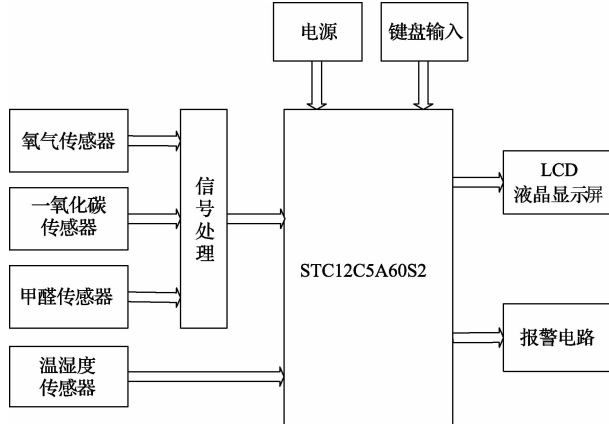 电源
键盘输入
氧气传感器
一氧化碳
传感器
甲醛传感器
温湿度
传感器
信
号
处
理
STC12C5A60S2
LCD
液晶显示屏
报警电路